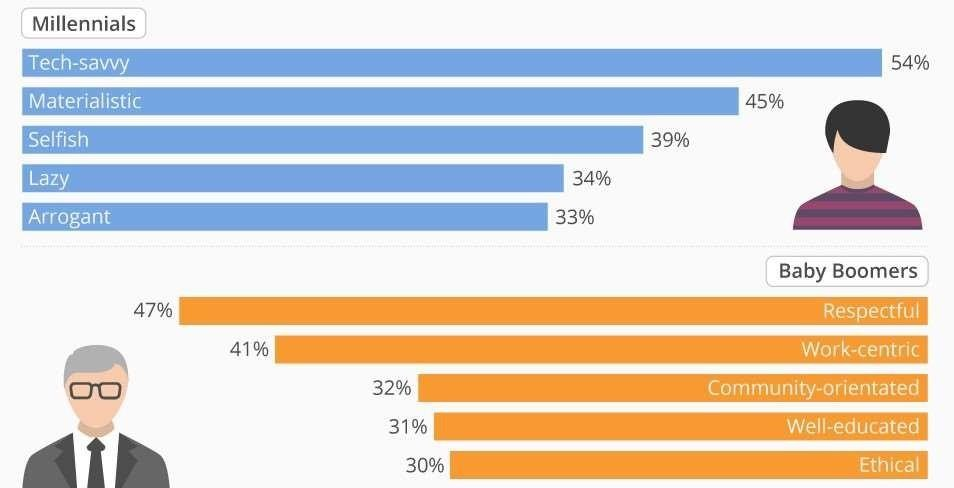 Millennials
Tech-savvy 54%
Materialistic 45%
Selfish 39%
Lazy 34%
Arrogant 33%
Baby Boomers
47% Respectful
41% Work-centric
32% Community-orientated
31% Well-educated
30% Ethical